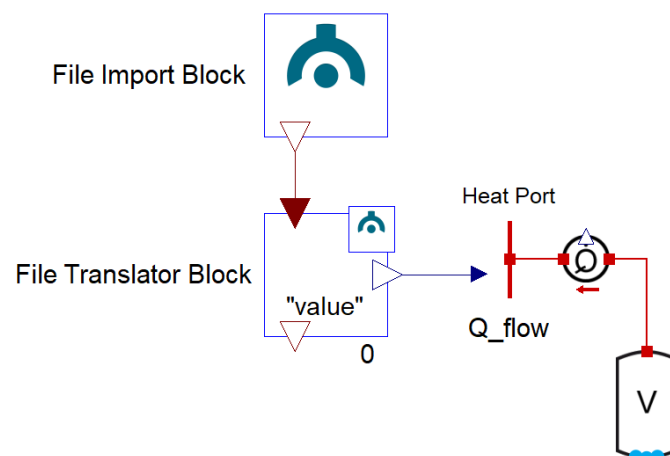 File Import Block
Heat Port
Q
File Translator Block
"value"
Q_flow
0
V